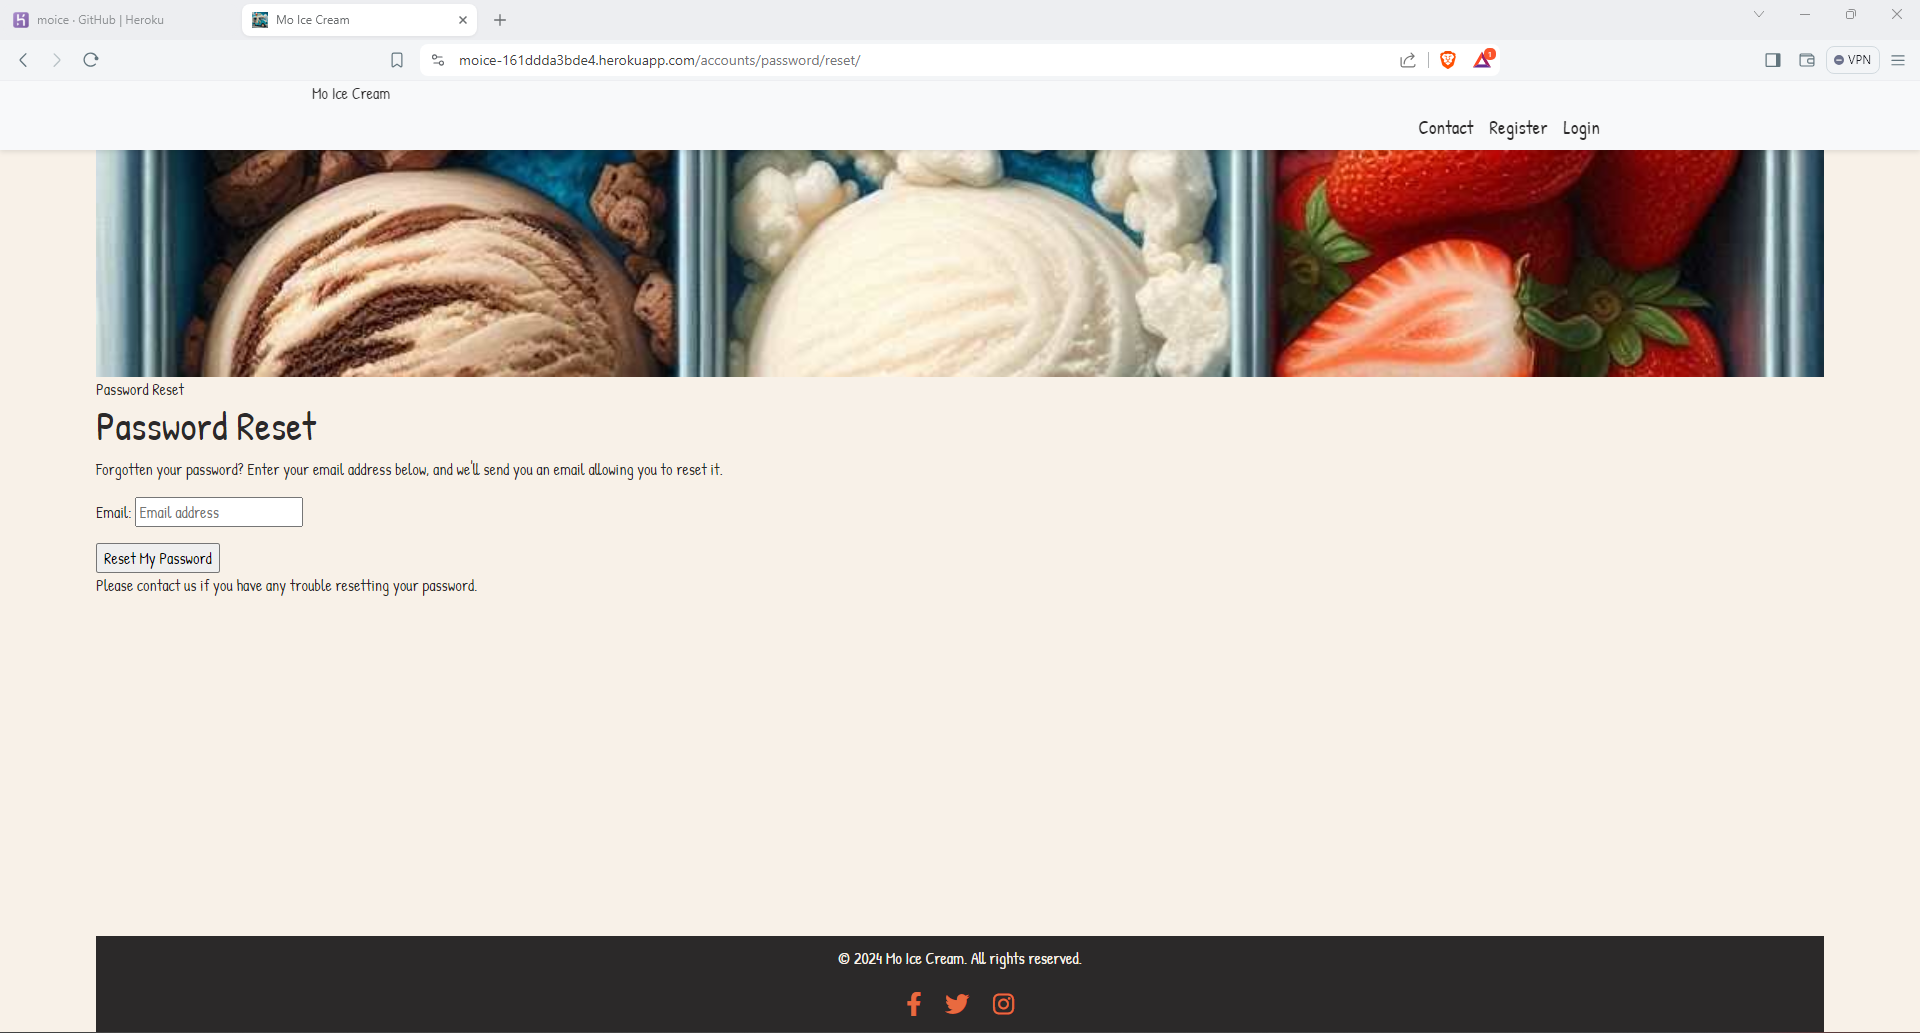 moice · GitHub | Heroku
Mo Ice Cream
moice-161ddda3bde4.herokuapp.com/accounts/password/reset/
1
VPN
Mo Ice Cream
Contact Register Login
Password Reset
Password Reset
Forgotten your password? Enter your email address below, and we'll send you an email allowing you to reset it.
Email: Email address
Reset My Password
Please contact us if you have any trouble resetting your password.
© 2024 Mo Ice Cream. All rights reserved.